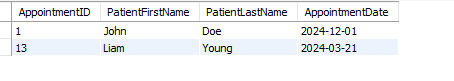 AppointmentID PatientFirstName PatientLastName AppointmentDate
1 John Doe 2024-12-01
13 Liam Young 2024-03-21